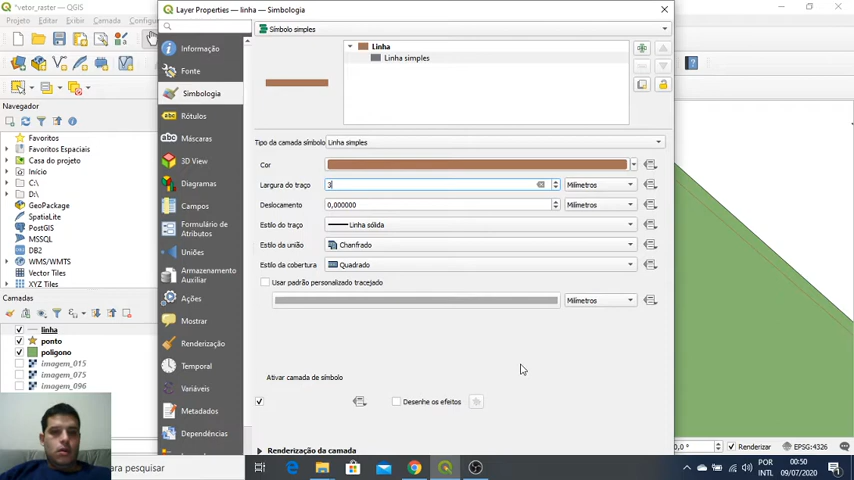 *vetor_raster — QGIS
Layer Properties — linha — Simbologia
Projeto Editar Exibir Camada Configura
Informação
Fonte
Simbologia
Rótulos
Máscaras
3D View
Diagramas
Campos
Formulário de
Atributos
Uniões
Armazenamento
Auxiliar
Ações
Mostrar
Renderização
Temporal
Variáveis
Metadados
Dependências
Símbolo simples
Linha
Linha simples
Tipo da camada símbolo Linha simples
Cor
Largura do traço 3 Milímetros
Deslocamento 0,000000 Milímetros
Estilo do traço Linha sólida
Estilo da união Chanfrado
Estilo da cobertura Quadrado
Usar padrão personalizado tracejado
Milímetros
Ativar camada de símbolo
Desenhe os efeitos
Renderização da camada
Navegador
Favoritos
Favoritos Espaciais
Casa do projeto
Início
C:\
D:\
GeoPackage
SpatiaLite
PostGIS
MSSQL
DB2
WMS/WMTS
Vector Tiles
XYZ Tiles
Camadas
linha
ponto
poligono
imagem_015
imagem_075
imagem_096
0,0 °
Renderizar
EPSG:4326
para pesquisar
POR
INTL
00:50
09/07/2020